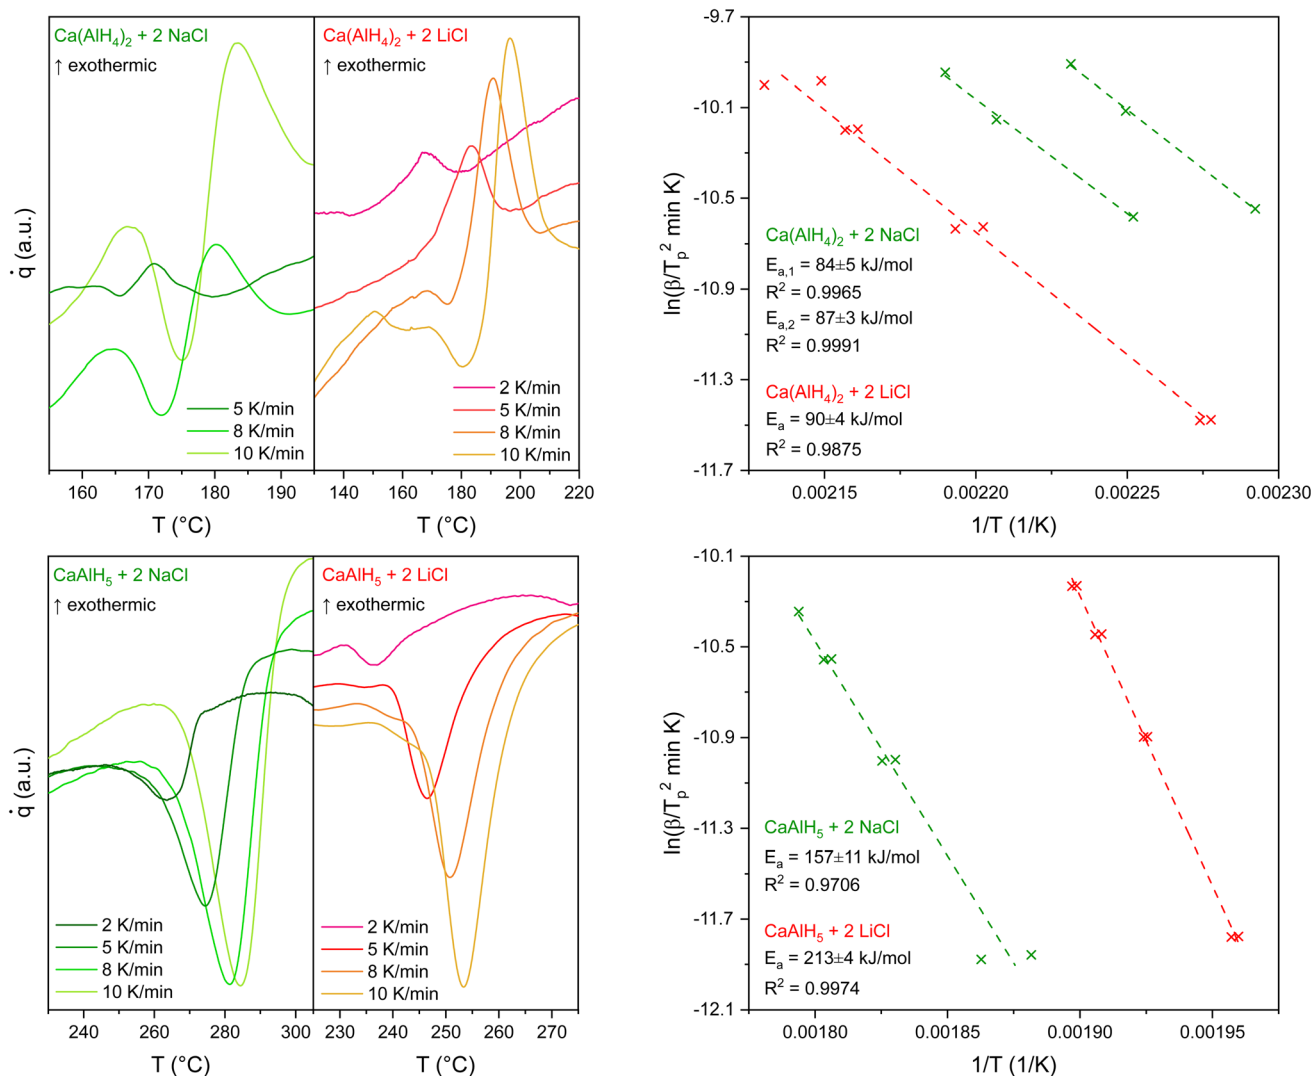 Ca(AlH₄)₂ + 2 NaCl
↑ exothermic
5 K/min
8 K/min
10 K/min
160 170 180 190
T (°C)
q̇ (a.u.)
Ca(AlH₄)₂ + 2 LiCl
↑ exothermic
2 K/min
5 K/min
8 K/min
10 K/min
140 160 180 200 220
T (°C)
-9.7
-10.1
-10.5
-10.9
-11.3
-11.7
ln(β/Tₚ² min K)
Ca(AlH₄)₂ + 2 NaCl
Eₐ,₁ = 84±5 kJ/mol
R² = 0.9965
Eₐ,₂ = 87±3 kJ/mol
R² = 0.9991
Ca(AlH₄)₂ + 2 LiCl
Eₐ = 90±4 kJ/mol
R² = 0.9875
0.00215 0.00220 0.00225 0.00230
1/T (1/K)
CaAlH₅ + 2 NaCl
↑ exothermic
2 K/min
5 K/min
8 K/min
10 K/min
240 260 280 300
T (°C)
q̇ (a.u.)
CaAlH₅ + 2 LiCl
↑ exothermic
2 K/min
5 K/min
8 K/min
10 K/min
230 240 250 260 270
T (°C)
-10.1
-10.5
-10.9
-11.3
-11.7
-12.1
ln(β/Tₚ² min K)
CaAlH₅ + 2 NaCl
Eₐ = 157±11 kJ/mol
R² = 0.9706
CaAlH₅ + 2 LiCl
Eₐ = 213±4 kJ/mol
R² = 0.9974
0.00180 0.00185 0.00190 0.00195
1/T (1/K)